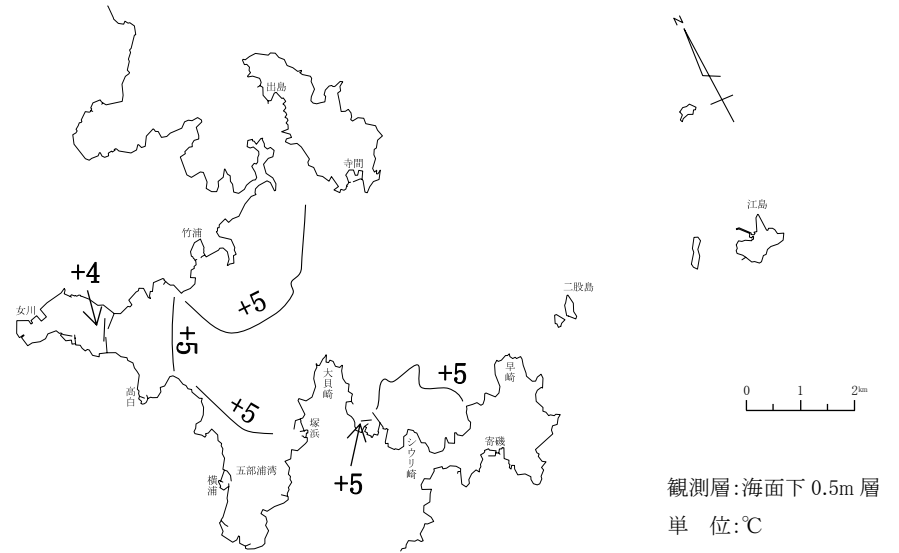 N
出島
寺間
江島
竹浦
+4
女川
+5
+5
二股島
+5
+5
大貝崎
早崎
高白
0 1 2km
塚浜
シウリ崎
寄磯
五部浦湾
横浦
+5
観測層:海面下 0.5m 層
単 位:℃